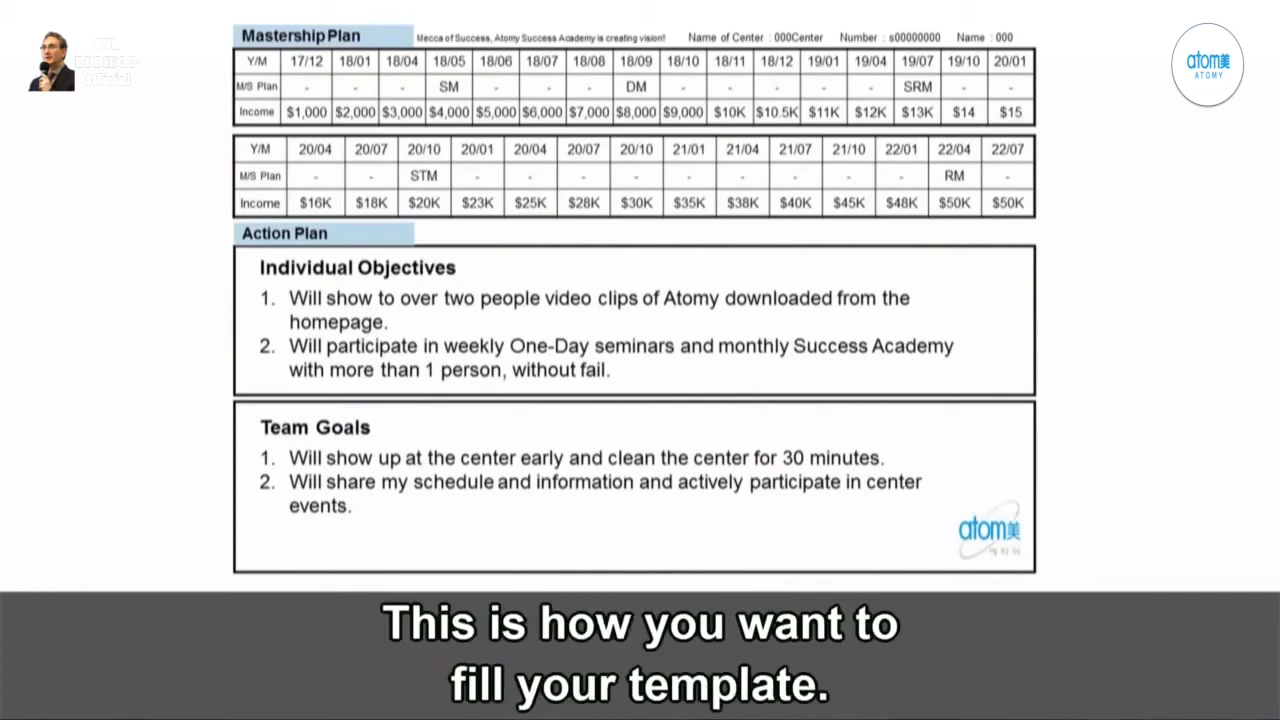 Mastership Plan Mecca of Success, Atomy Success Academy is creating vision! Name of Center : 000Center Number : s00000000 Name : 000
Y/M 17/12 18/01 18/04 18/05 18/06 18/07 18/08 18/09 18/10 18/11 18/12 19/01 19/04 19/07 19/10 20/01
M/S Plan - - - SM - - - DM - - - - - SRM - -
Income $1,000 $2,000 $3,000 $4,000 $5,000 $6,000 $7,000 $8,000 $9,000 $10K $10.5K $11K $12K $13K $14 $15
Y/M 20/04 20/07 20/10 20/01 20/04 20/07 20/10 21/01 21/04 21/07 21/10 22/01 22/04 22/07
M/S Plan - - STM - - - - - - - - - RM -
Income $16K $18K $20K $23K $25K $28K $30K $35K $38K $40K $45K $48K $50K $50K
Action Plan
Individual Objectives
1. Will show to over two people video clips of Atomy downloaded from the
homepage.
2. Will participate in weekly One-Day seminars and monthly Success Academy
with more than 1 person, without fail.
Team Goals
1. Will show up at the center early and clean the center for 30 minutes.
2. Will share my schedule and information and actively participate in center
events.
atom美
애터미
atom美
ATOMY
Official
This is how you want to
fill your template.